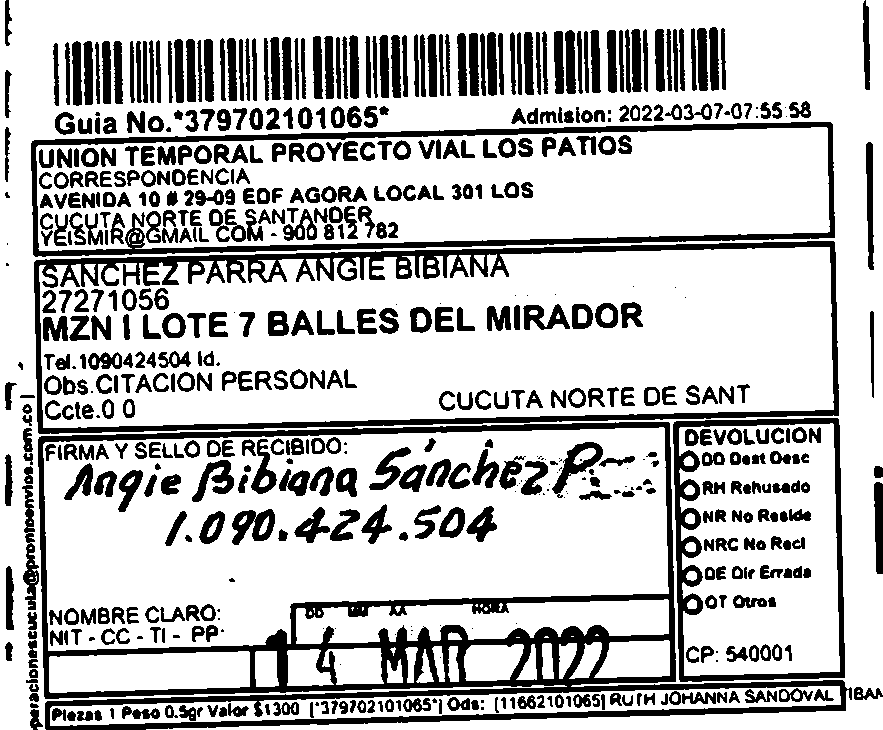 Guia No.*379702101065*
Admision: 2022-03-07-07:55:58
UNION TEMPORAL PROYECTO VIAL LOS PATIOS
CORRESPONDENCIA
AVENIDA 10 # 29-09 EDF AGORA LOCAL 301 LOS
CUCUTA NORTE DE SANTANDER
YEISMIR@GMAIL COM - 900 812 782
SANCHEZ PARRA ANGIE BIBIANA
27271056
MZN I LOTE 7 BALLES DEL MIRADOR
Tel.1090424504 Id.
Obs.CITACION PERSONAL
Ccte.0 0
CUCUTA NORTE DE SANT
FIRMA Y SELLO DE RECIBIDO:
Angie Bibiana Sánchez P
1.090.424.504
NOMBRE CLARO:
NIT - CC - TI - PP
DD MM AA HORA
14 MAR 2022
DEVOLUCION
DD Dest Desc
RH Rehusado
NR No Reside
NRC No Recl
DE Dir Errada
OT Otros
CP: 540001
Piezas 1 Peso 0.5gr Valor $1300 [*379702101065*] Ods: [11662101065] RUTH JOHANNA SANDOVAL TIBAM
peracionescucuta@prontoenvios.com.co |